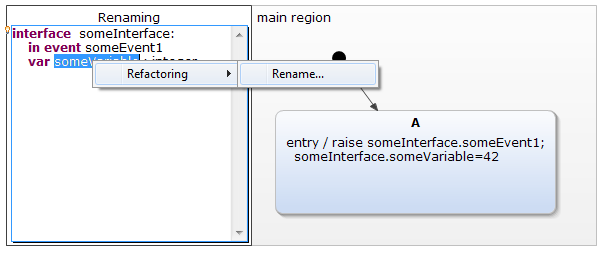 Renaming
interface someInterface:
in event someEvent1
var someVariable : integer
Refactoring
Rename...
main region
A
entry / raise someInterface.someEvent1;
someInterface.someVariable=42